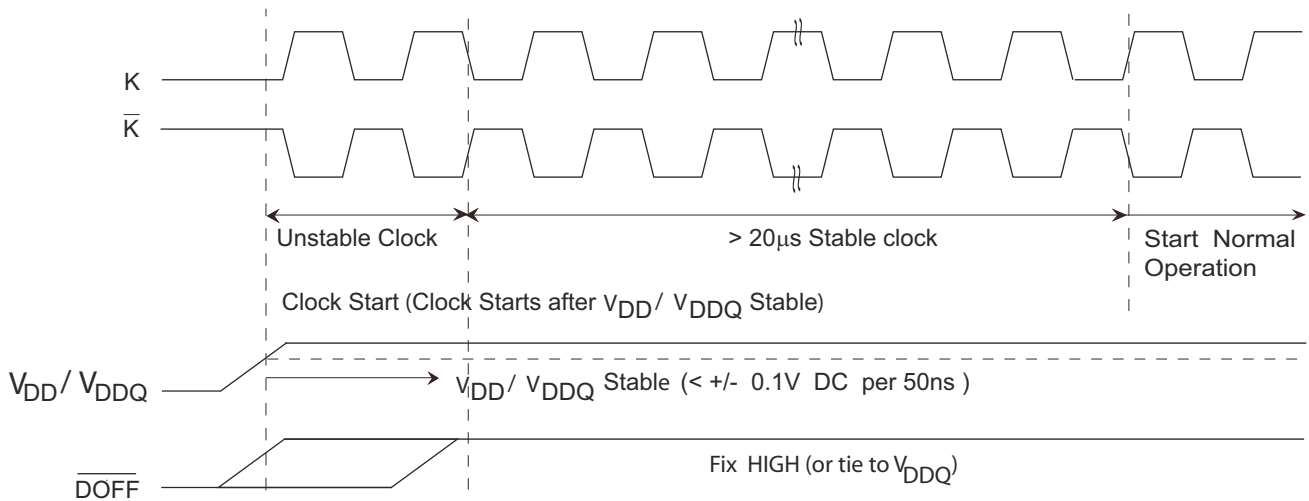 K
K̅
Unstable Clock
> 20μs Stable clock
Start Normal
Operation
Clock Start (Clock Starts after VDD/ VDDQ Stable)
VDD/ VDDQ
VDD/ VDDQ Stable (< +/- 0.1V DC per 50ns )
Fix HIGH (or tie to VDDQ)
D̅O̅F̅F̅